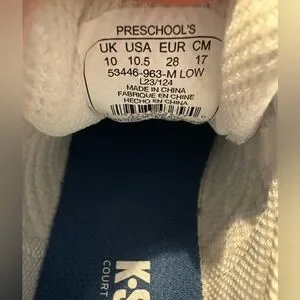 PRESCHOOL'S
UK USA EUR CM
10 10.5 28 17
53446-963-M LOW
L23/124
MADE IN CHINA
FABRIQUE EN CHINE
HECHO EN CHINA
K·S
COURT